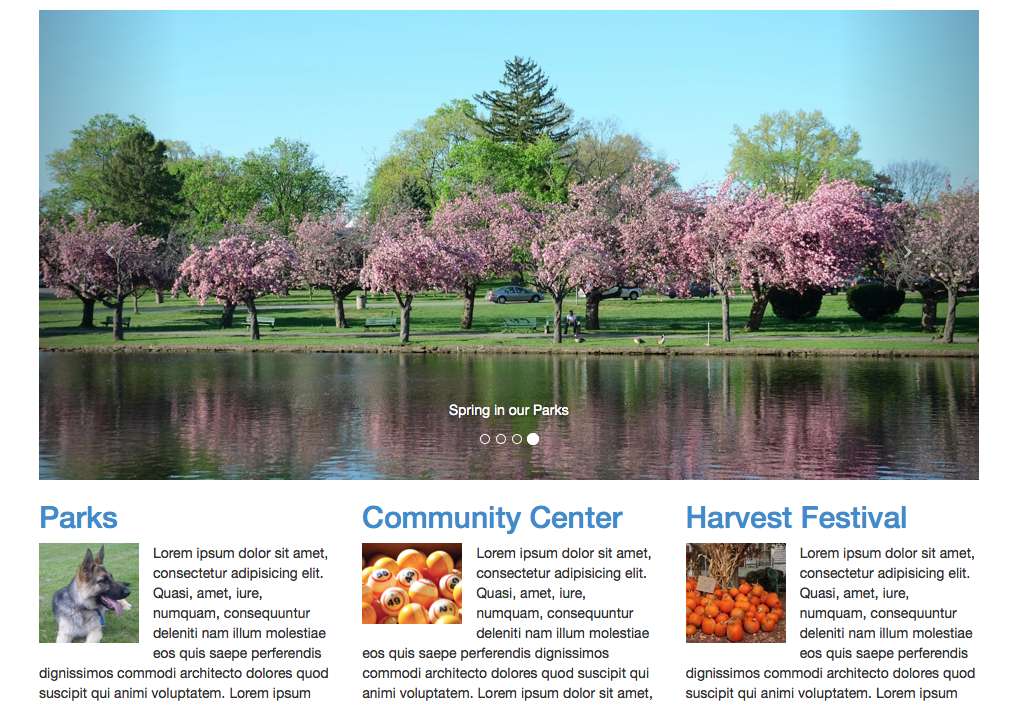 Spring in our Parks
Parks
Lorem ipsum dolor sit amet,
consectetur adipisicing elit.
Quasi, amet, iure,
numquam, consequuntur
deleniti nam illum molestiae
eos quis saepe perferendis
dignissimos commodi architecto dolores quod
suscipit qui animi voluptatem. Lorem ipsum
Community Center
49
Lorem ipsum dolor sit amet,
consectetur adipisicing elit.
Quasi, amet, iure,
numquam, consequuntur
deleniti nam illum molestiae
eos quis saepe perferendis dignissimos
commodi architecto dolores quod suscipit qui
animi voluptatem. Lorem ipsum dolor sit amet,
Harvest Festival
Lorem ipsum dolor sit amet,
consectetur adipisicing elit.
Quasi, amet, iure,
numquam, consequuntur
deleniti nam illum molestiae
eos quis saepe perferendis
dignissimos commodi architecto dolores quod
suscipit qui animi voluptatem. Lorem ipsum